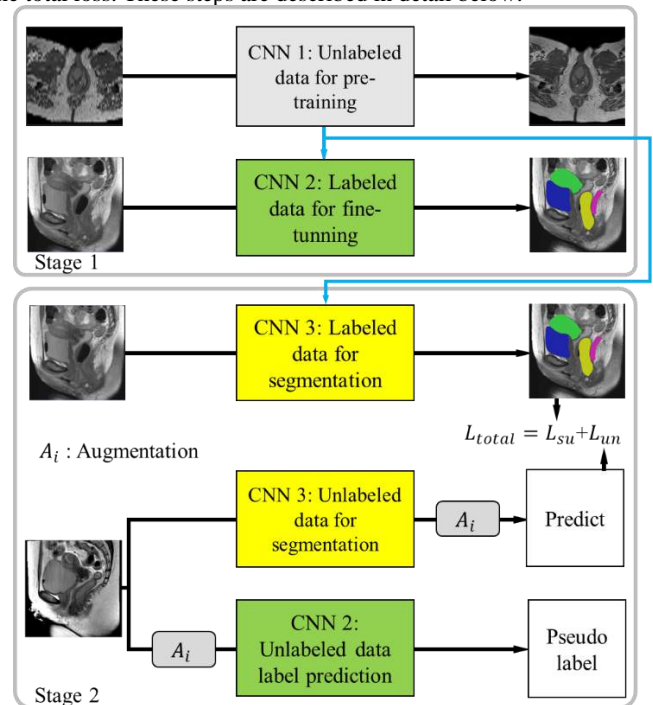 the total loss. These steps are described in detail below.
CNN 1: Unlabeled
data for pre-
training
CNN 2: Labeled
data for fine-
tunning
Stage 1
CNN 3: Labeled
data for
segmentation
L_total = L_su+L_un
A_i : Augmentation
CNN 3: Unlabeled
data for
segmentation
A_i
Predict
CNN 2:
Unlabeled data
label prediction
A_i
Pseudo
label
Stage 2